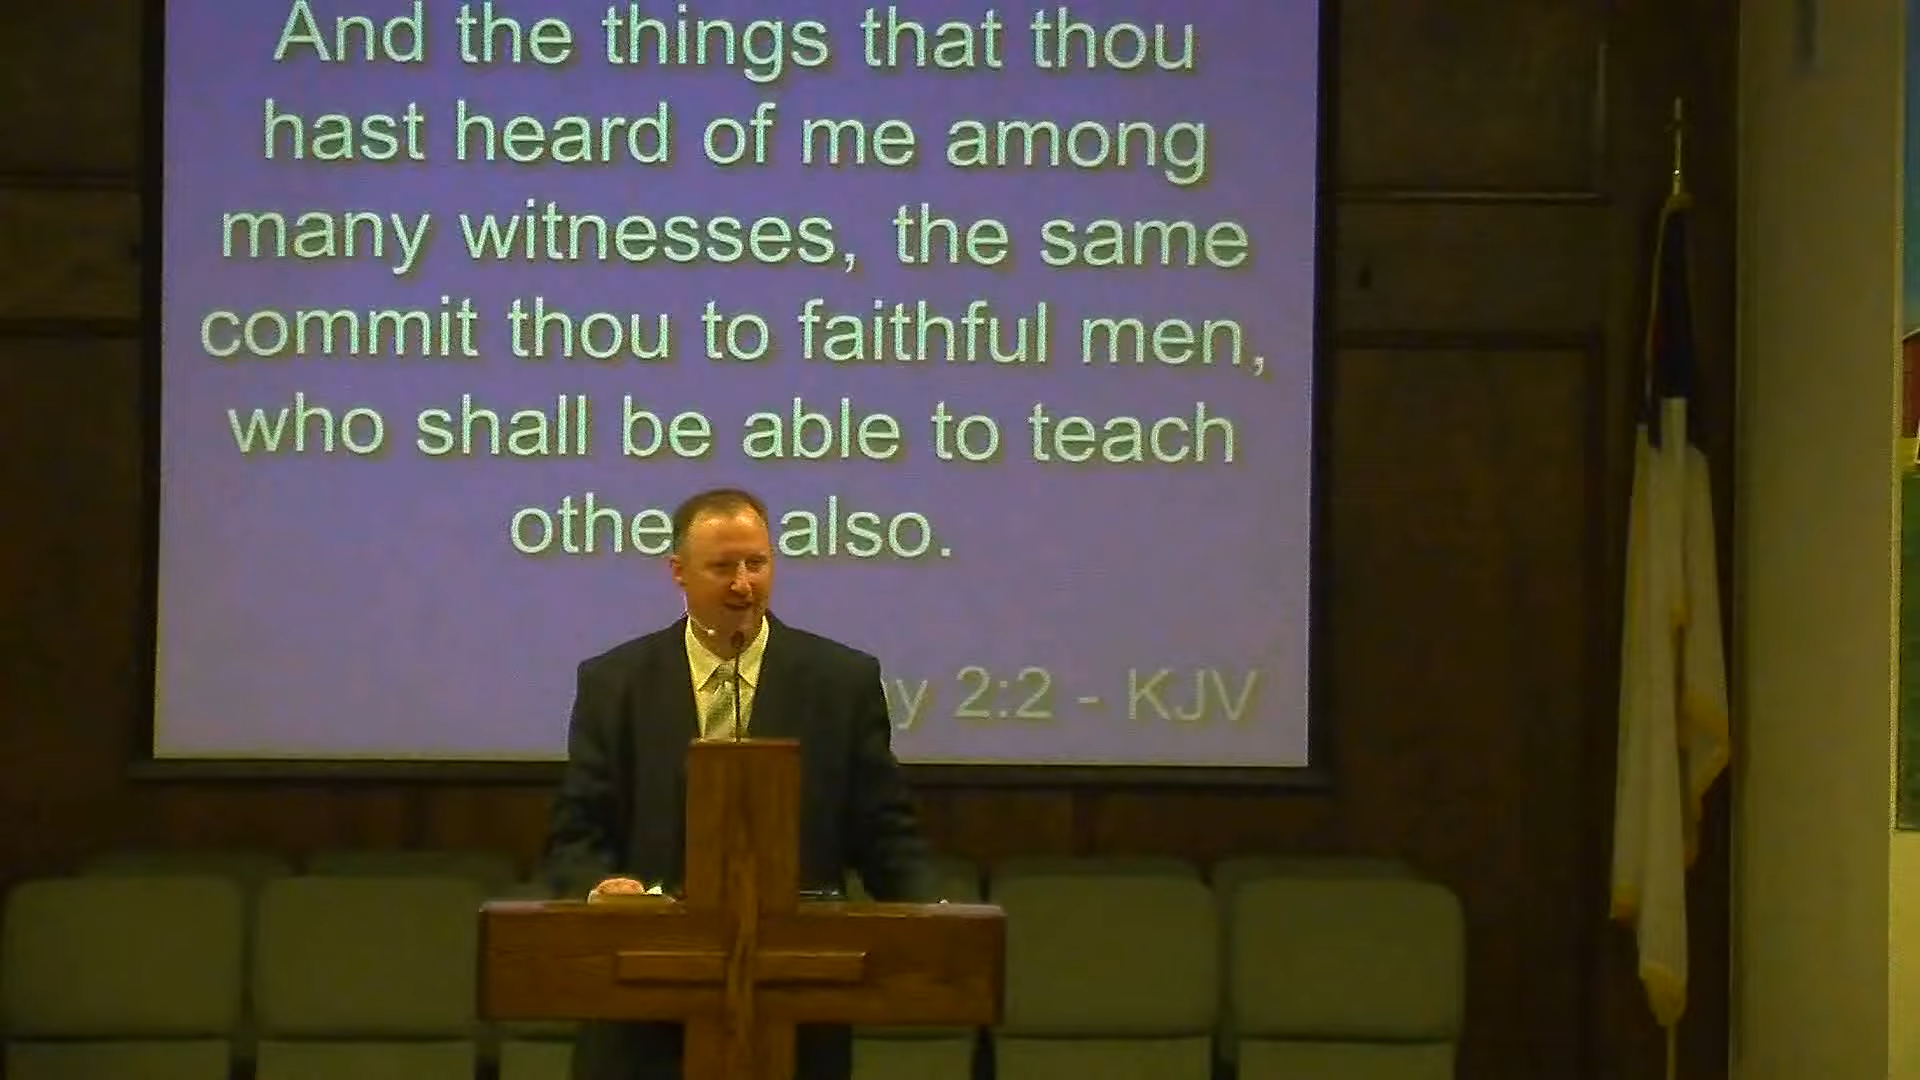 And the things that thou
hast heard of me among
many witnesses, the same
commit thou to faithful men,
who shall be able to teach
othe also.
y 2:2 - KJV